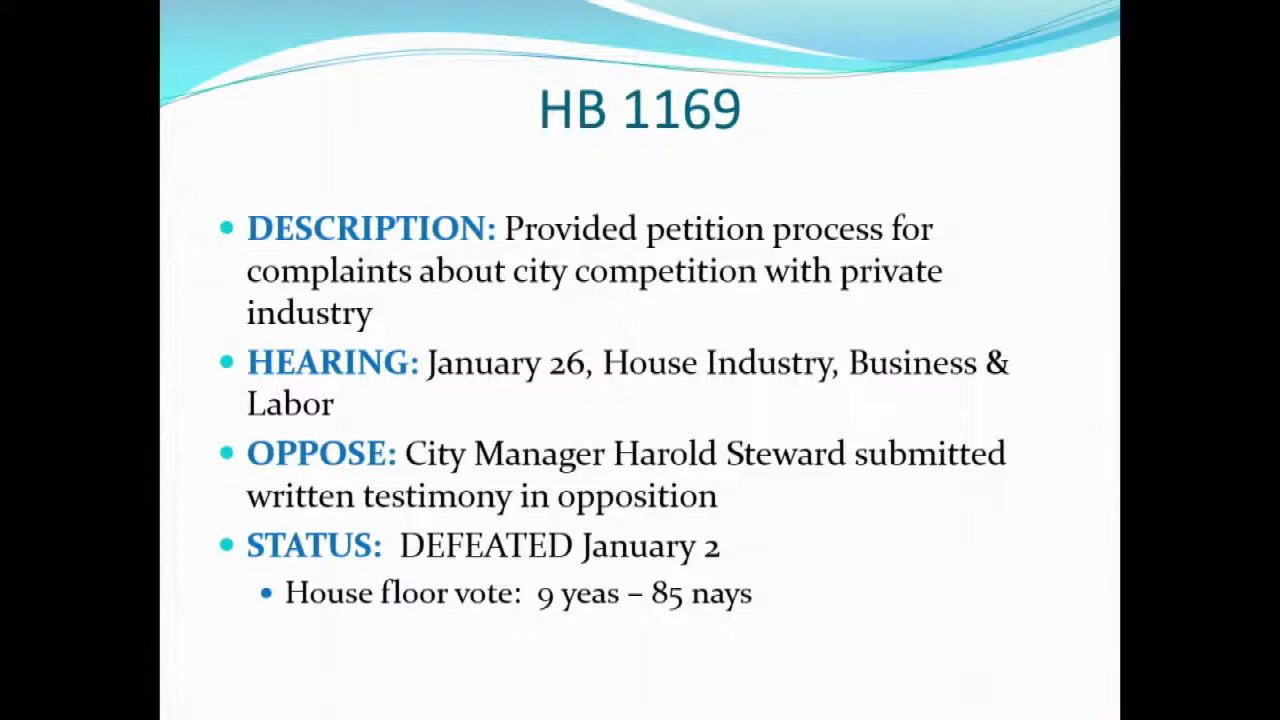 HB 1169
• DESCRIPTION: Provided petition process for
complaints about city competition with private
industry
• HEARING: January 26, House Industry, Business &
Labor
• OPPOSE: City Manager Harold Steward submitted
written testimony in opposition
• STATUS: DEFEATED January 2
• House floor vote: 9 yeas – 85 nays